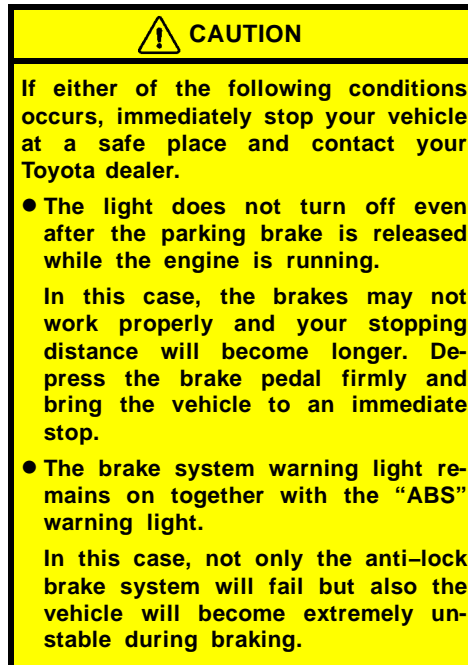 CAUTION
If either of the following conditions
occurs, immediately stop your vehicle
at a safe place and contact your
Toyota dealer.
● The light does not turn off even
after the parking brake is released
while the engine is running.
In this case, the brakes may not
work properly and your stopping
distance will become longer. De-
press the brake pedal firmly and
bring the vehicle to an immediate
stop.
● The brake system warning light re-
mains on together with the “ABS”
warning light.
In this case, not only the anti–lock
brake system will fail but also the
vehicle will become extremely un-
stable during braking.